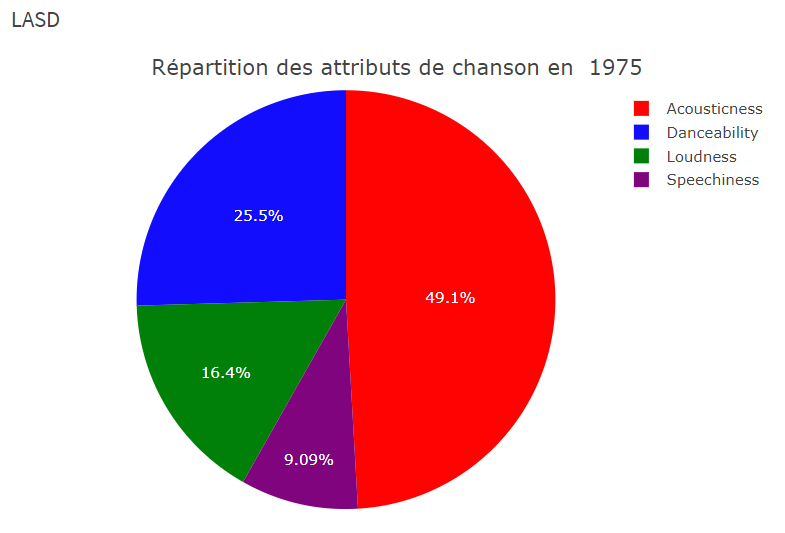 LASD
Répartition des attributs de chanson en  1975
Acousticness
Danceability
Loudness
Speechiness
25.5%
49.1%
16.4%
9.09%